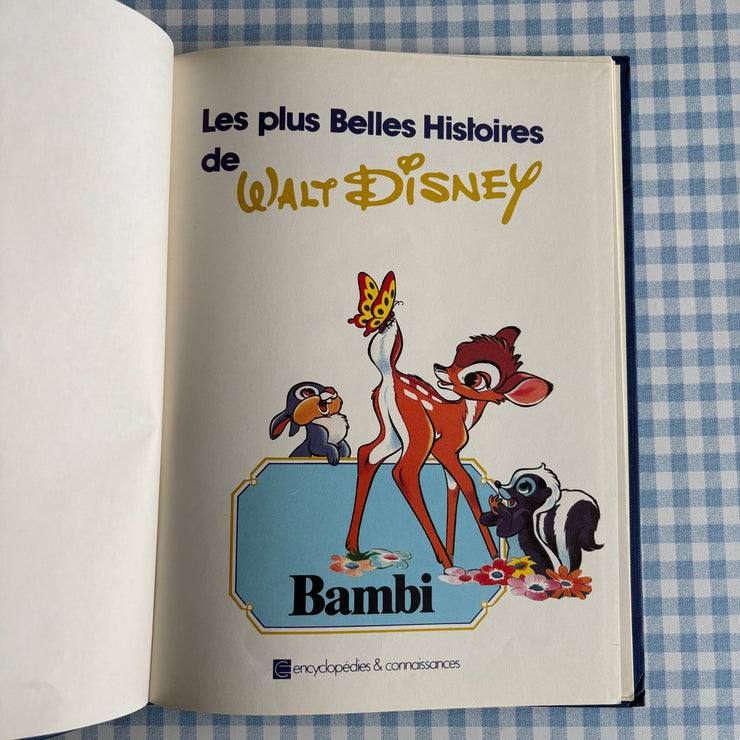 Les plus Belles Histoires
de WALT DISNEY
Bambi
encyclopédies & connaissances